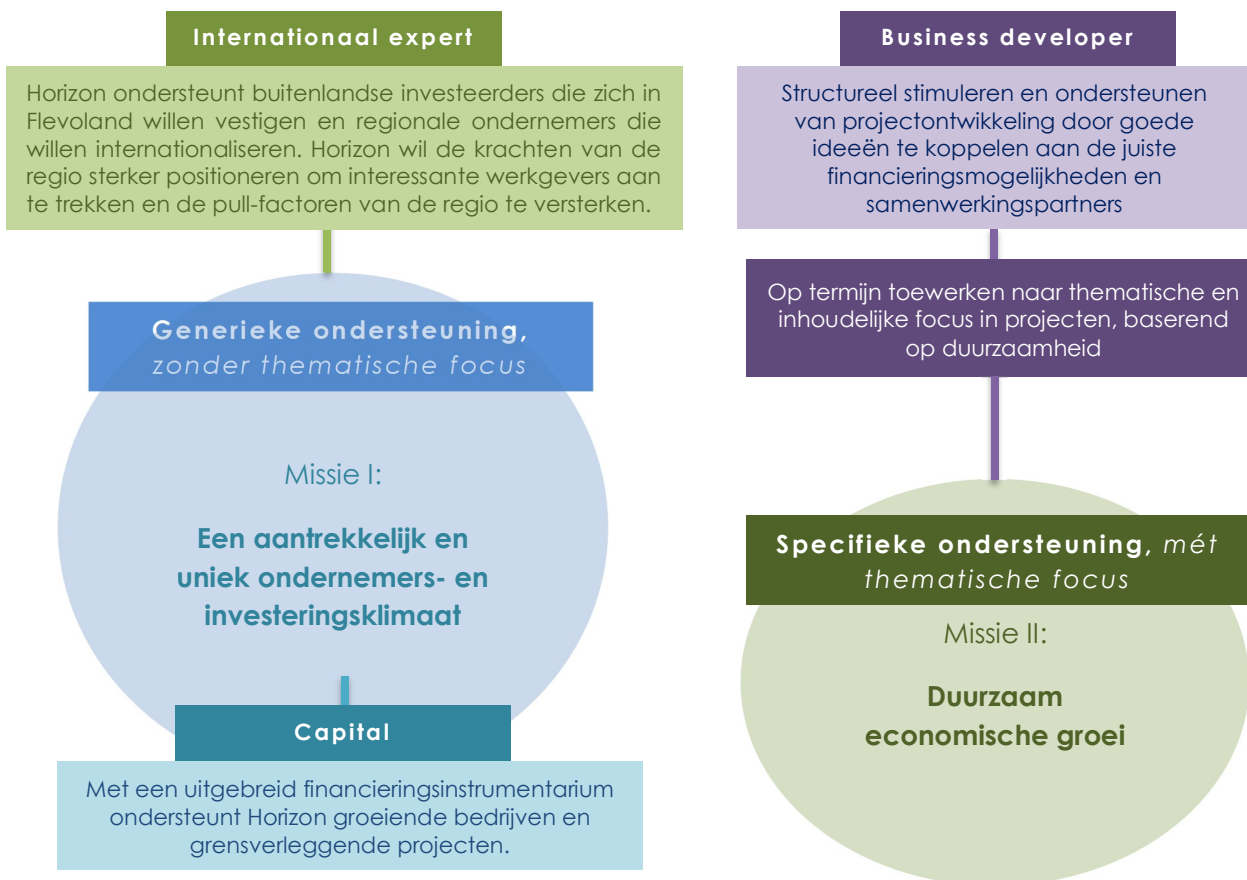 Internationaal expert
Horizon ondersteunt buitenlandse investeerders die zich in
Flevoland willen vestigen en regionale ondernemers die
willen internationaliseren. Horizon wil de krachten van de
regio sterker positioneren om interessante werkgevers aan
te trekken en de pull-factoren van de regio te versterken.
Generieke ondersteuning,
zonder thematische focus
Missie I:
Een aantrekkelijk en
uniek ondernemers- en
investeringsklimaat
Capital
Met een uitgebreid financieringsinstrumentarium
ondersteunt Horizon groeiende bedrijven en
grensverleggende projecten.
Business developer
Structureel stimuleren en ondersteunen
van projectontwikkeling door goede
ideeën te koppelen aan de juiste
financieringsmogelijkheden en
samenwerkingspartners
Op termijn toewerken naar thematische en
inhoudelijke focus in projecten, baserend
op duurzaamheid
Specifieke ondersteuning, mét
thematische focus
Missie II:
Duurzaam
economische groei